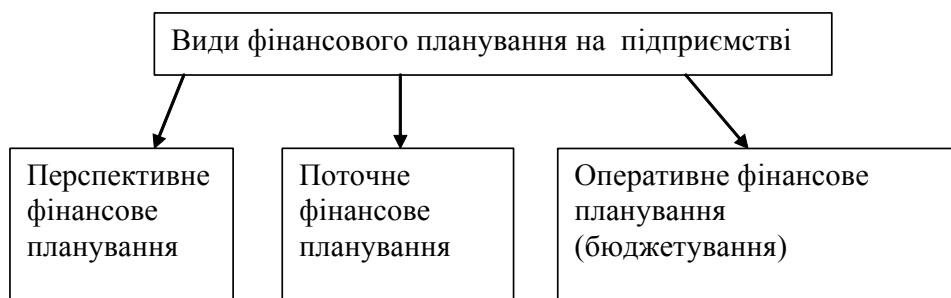 Види фінансового планування на підприємстві
Перспективне
фінансове
планування
Поточне
фінансове
планування
Оперативне фінансове
планування
(бюджетування)